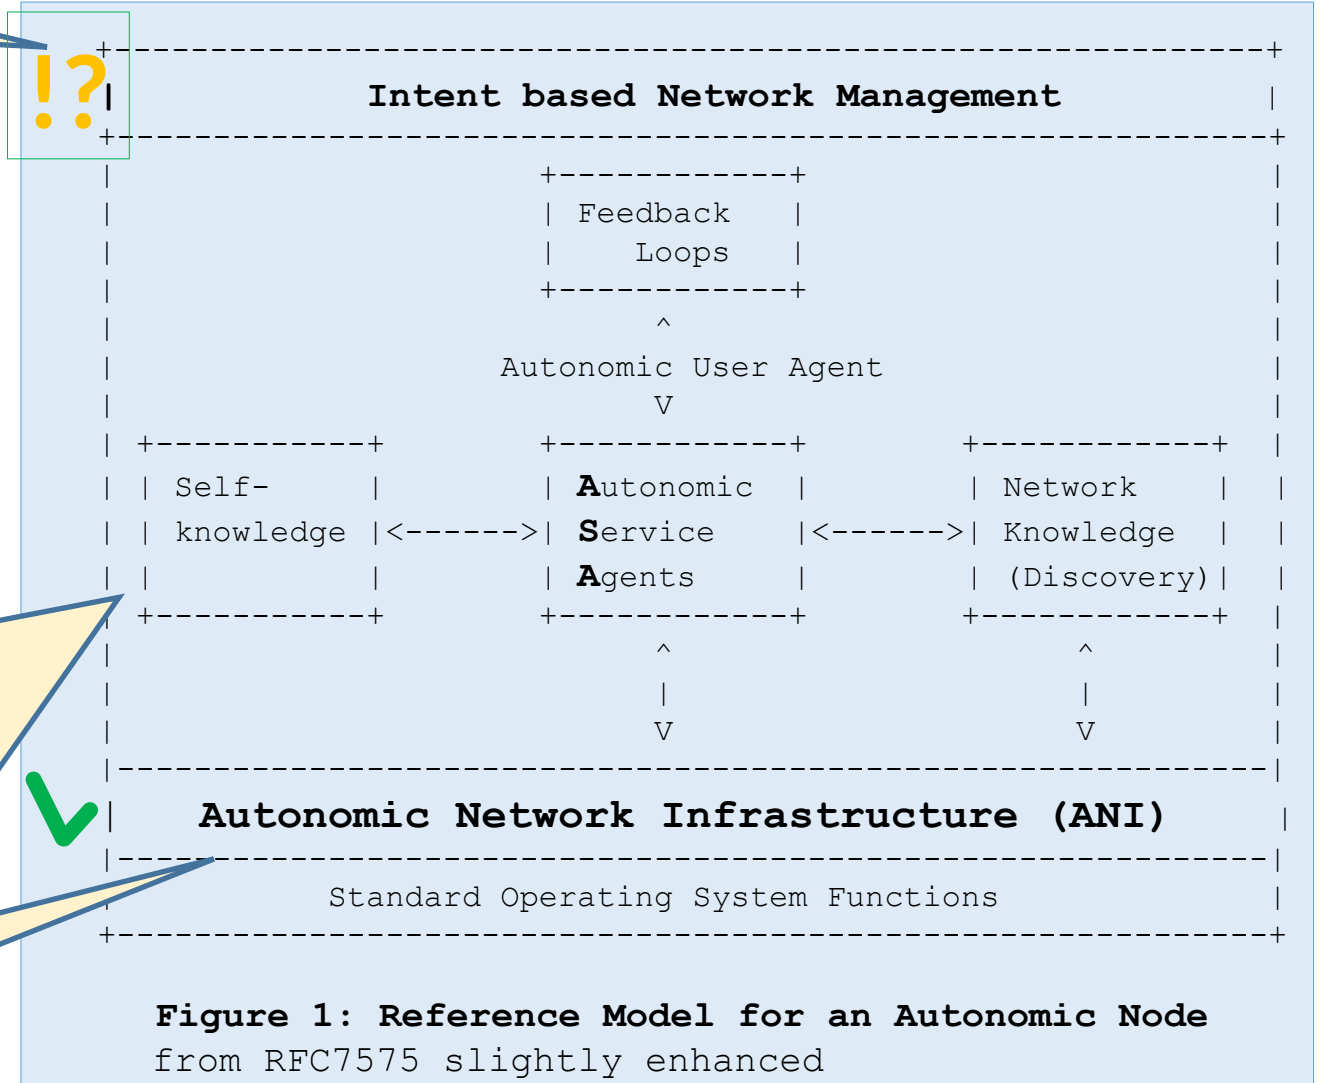 !?
+------------------------------------------------------------+
|             Intent based Network Management           |
+------------------------------------------------------------+
|                      +------------+                        |
|                      | Feedback   |                        |
|                      |    Loops   |                        |
|                      +------------+                        |
|                            ^                               |
|                    Autonomic User Agent                    |
|                            V                               |
| +-----------+        +------------+        +------------+  |
| | Self-     |        | Autonomic  |        | Network    |  |
| | knowledge |<------>| Service    |<------>| Knowledge  |  |
| |           |        | Agents     |        | (Discovery)|  |
| +-----------+        +------------+        +------------+  |
|                            ^                     ^         |
|                            |                     |         |
|                            V                     V         |
|------------------------------------------------------------|
|    Autonomic Network Infrastructure (ANI)     |
|------------------------------------------------------------|
|           Standard Operating System Functions              |
+------------------------------------------------------------+
Figure 1: Reference Model for an Autonomic Node
from RFC7575 slightly enhanced